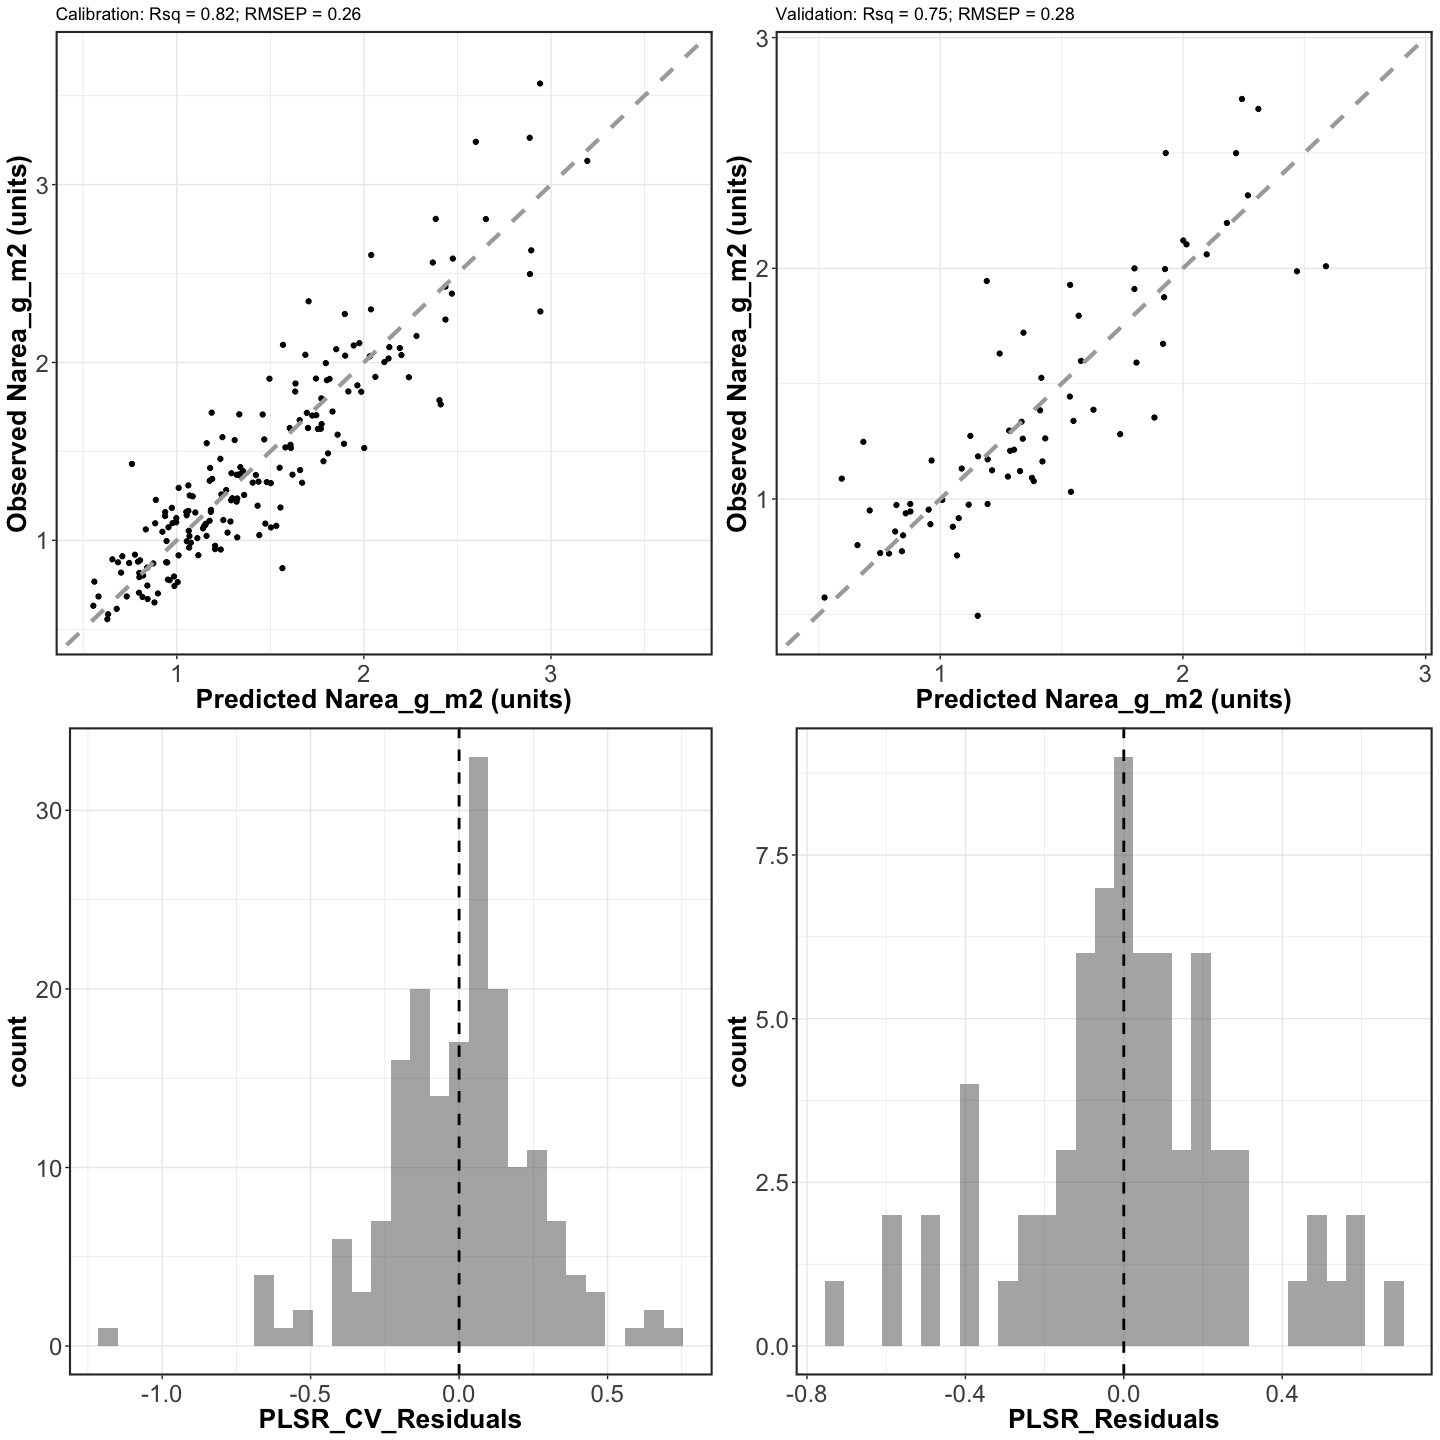 Calibration: Rsq = 0.82; RMSEP = 0.26
Observed Narea_g_m2 (units)
3
2
1
1 2 3
Predicted Narea_g_m2 (units)
Validation: Rsq = 0.75; RMSEP = 0.28
Observed Narea_g_m2 (units)
3
2
1
1 2 3
Predicted Narea_g_m2 (units)
count
30
20
10
0
-1.0 -0.5 0.0 0.5
PLSR_CV_Residuals
count
7.5
5.0
2.5
0.0
-0.8 -0.4 0.0 0.4
PLSR_Residuals